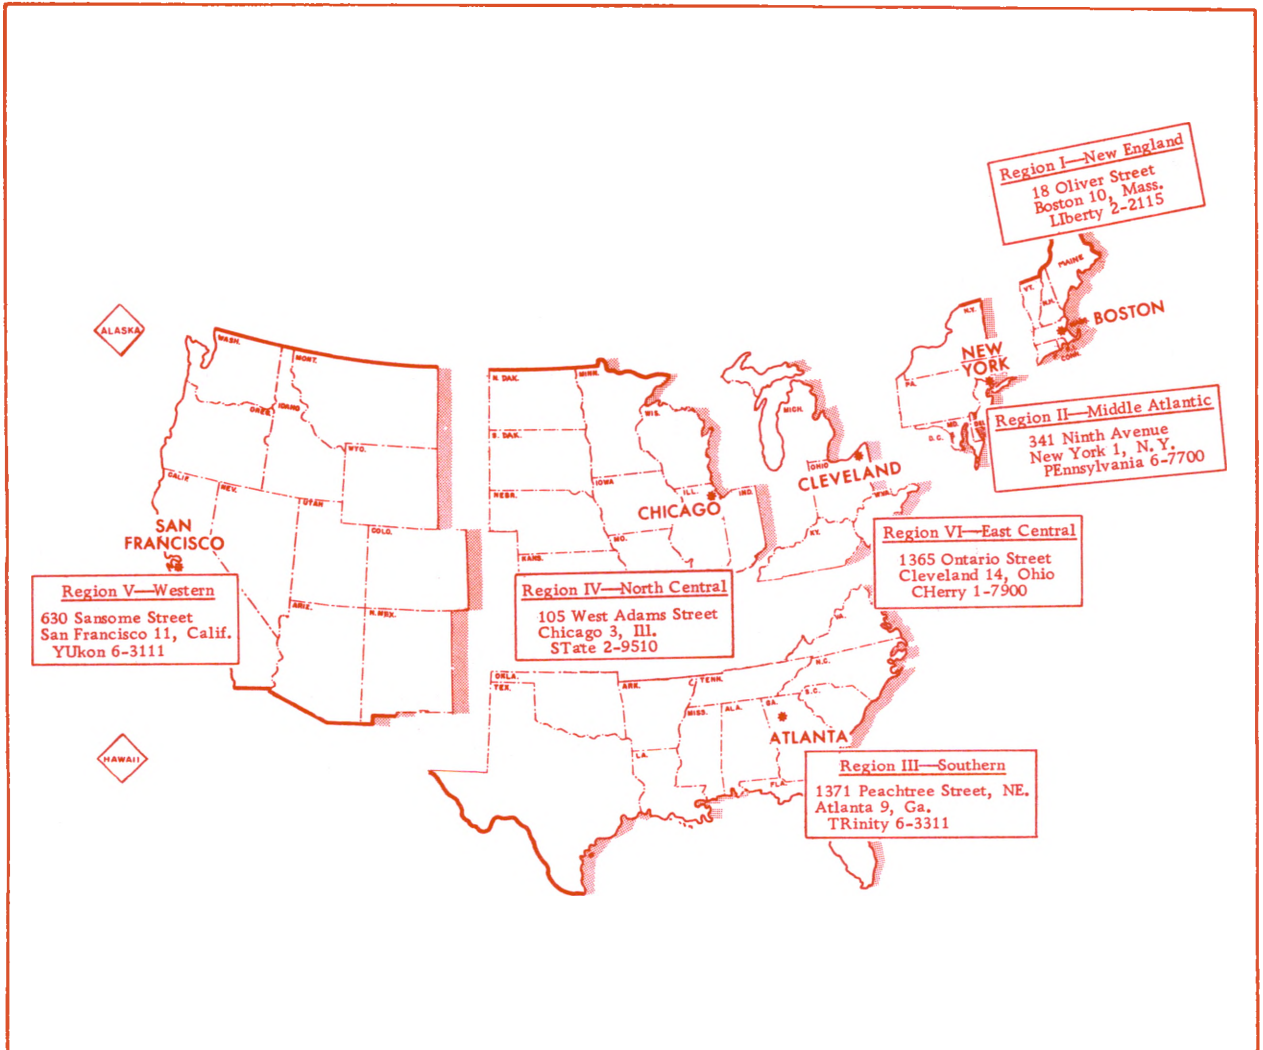 Region I—New England
18 Oliver Street
Boston 10, Mass.
LIberty 2-2115
MAINE
VT.
N.H.
MASS.
R.I.
CONN.
BOSTON
ALASKA
WASH.
MONT.
OREG.
IDAHO
WYO.
CALIF.
NEV.
UTAH
COLO.
ARIZ.
N. MEX.
SAN
FRANCISCO
Region V—Western
630 Sansome Street
San Francisco 11, Calif.
YUkon 6-3111
HAWAII
N. DAK.
MINN.
S. DAK.
WIS.
NEBR.
IOWA
ILL.
IND.
KANS.
MO.
CHICAGO
Region IV—North Central
105 West Adams Street
Chicago 3, Ill.
STate 2-9510
MICH.
OHIO
CLEVELAND
W.VA.
KY.
Region VI—East Central
1365 Ontario Street
Cleveland 14, Ohio
CHerry 1-7900
N.Y.
NEW
YORK
PA.
MD.
DEL.
D.C.
Region II—Middle Atlantic
341 Ninth Avenue
New York 1, N. Y.
PEnnsylvania 6-7700
VA.
N.C.
OKLA.
TEX.
ARK.
TENN.
S.C.
MISS.
ALA.
GA.
LA.
FLA.
ATLANTA
Region III—Southern
1371 Peachtree Street, NE.
Atlanta 9, Ga.
TRinity 6-3311